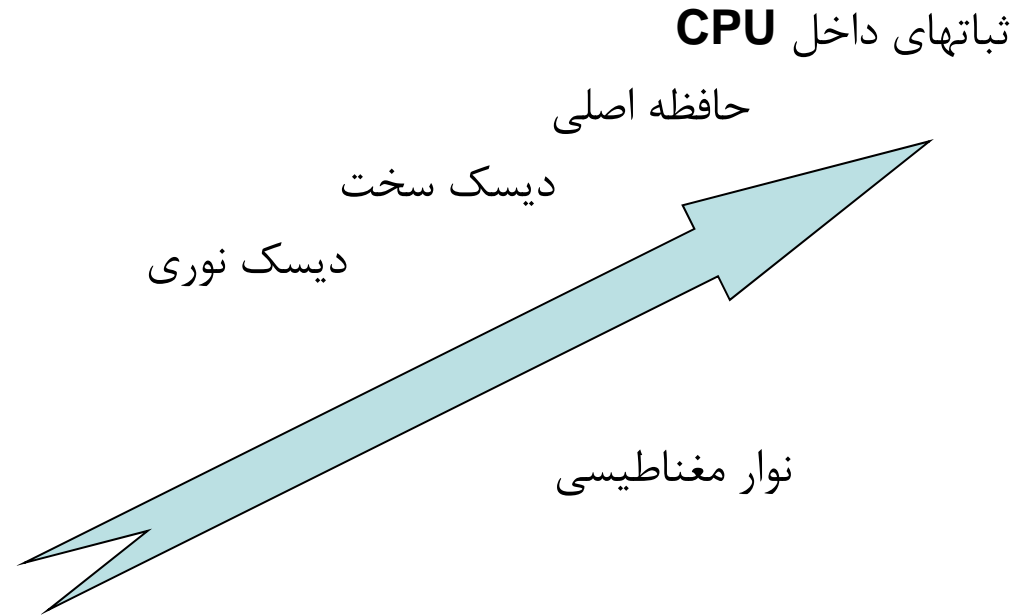 ثباتهای داخل CPU
حافظه اصلی
دیسک سخت
دیسک نوری
نوار مغناطیسی